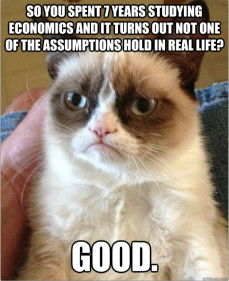 SO YOU SPENT 7 YEARS STUDYING
ECONOMICS AND IT TURNS OUT NOT ONE
OF THE ASSUMPTIONS HOLD IN REAL LIFE?
GOOD.